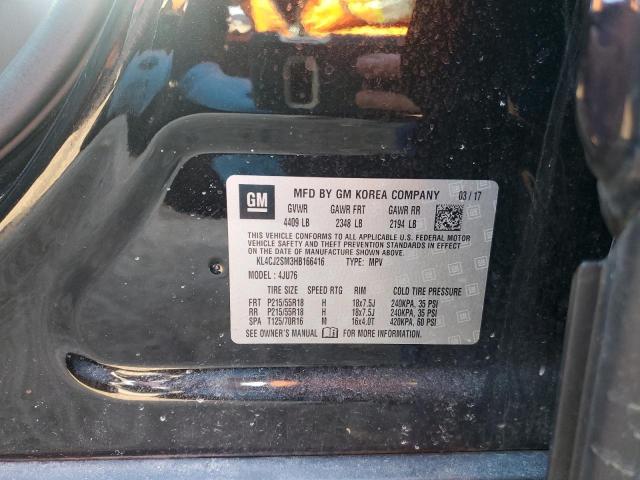 GM MFD BY GM KOREA COMPANY 03 / 17
GVWR GAWR FRT GAWR RR
4409 LB 2348 LB 2194 LB
THIS VEHICLE CONFORMS TO ALL APPLICABLE U.S. FEDERAL MOTOR
VEHICLE SAFETY AND THEFT PREVENTION STANDARDS IN EFFECT
ON THE DATE OF MANUFACTURE SHOWN ABOVE.
KL4CJ2SM3HB166416 TYPE: MPV
MODEL : 4JU76
TIRE SIZE SPEED RTG RIM COLD TIRE PRESSURE
FRT P215/55R18 H 18x7.5J 240KPA, 35 PSI
RR P215/55R18 H 18x7.5J 240KPA, 35 PSI
SPA T125/70R16 M 16x4.0T 420KPA, 60 PSI
SEE OWNER'S MANUAL FOR MORE INFORMATION.